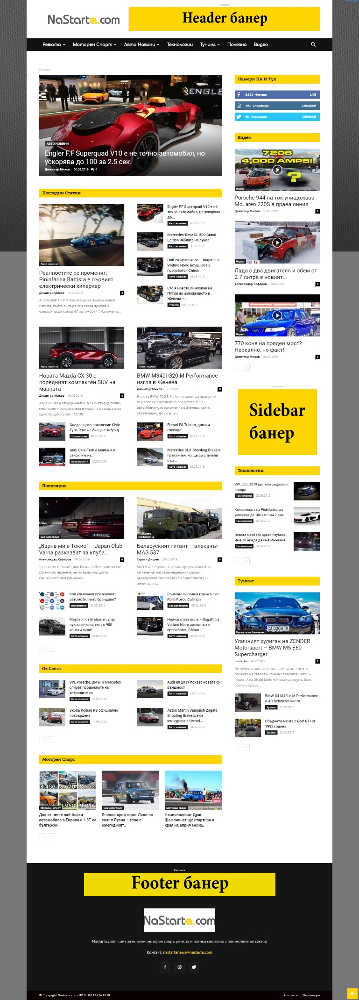 Реклама
NaStarta.com
Header банер
Ревюта Моторен Спорт Авто Новини Технологии Тунинг Полезно Видео
Начало
ENGLE
АВТО НОВИНИ
Engler F.F Superquad V10 е не точно автомобил, но
ускорява до 100 за 2.5 сек
Димитър Михов - 06.03.2019 0
Последни Статии
Авто новини
Реалностите се променят:
Pininfarina Battista е първият
електрически хиперкар
Димитър Михов - 07.03.2019 0
Automobili Pininfarina разкриха изцяло новия
Battista, който е „първия в света луксозен
електрически хипер GT автомобил“. Изложен в...
Engler F.F Superquad V10 е не
точно автомобил, но ускорява
до...
Авто новини 06.03.2019
Mercedes-Benz SL 500 Grand
Edition набляга на лукса
Авто новини 06.03.2019
Най-скъпата кола – Bugatti La
Voiture Noire всъщност е
преработен Chiron
Авто новини 06.03.2019
Ето я новата лимузина на
Путин на изложението в
Женева –...
Ревюта 06.03.2019
Авто новини
Новата Mazda CX-30 е
поредният компактен SUV на
марката
Димитър Михов - 06.03.2019 0
Ако CX-3 ви е твърде малък, а CX-5 твърде голям,
японският производител излиза на пазара с още
едно предложение - CX-30.
Следващото поколение Civic
Type R може би ще е хибрид
Технологии 06.03.2019
Audi Q4 e-Tron е малък и е
секси, и е на...
Авто новини 06.03.2019
Авто новини
BMW M340i G20 M Performance
изгря в Женева
Димитър Михов - 06.03.2019 0
Новото BMW G20 3-Series не може да пропусне
първото си европейско представяне на
автомобилното изложение в Женева. Както
обикновено, фокусът е...
Ferrari F8 Tributo, дами и
господа!
Авто новини 06.03.2019
Mercedes CLA Shooting Brake е
практичен, но ще ви спечели
със...
Авто новини 05.03.2019
Популярно
Без категория
„Варна ми е Токио“ – Japan Club
Varna разказват за клуба...
Александър Сафаров - 04.03.2019 0
"Варна ми е Токио", ама баш... Забелязали ли сте
странното явление, че по една или друга
случайност, има региони...
Кои компании притежават
автомобилните брандове?
Любопитно 03.03.2019
Maybach от Brabus е супер
луксозен спортист с 900
конски сили!
Авто новини 01.03.2019
Любопитно
Беларуският гигант – влекачът
МАЗ 537
Страти Дишев - 28.02.2019 0
МАЗ 537 е огромен влекач предназначен за
теглене на масивни неделими товари.
Беларуският гигант МАЗ 537 разполага 12-
цилиндров...
Роналдо попълни гаража си с
Rolls Royce Cullinan
Без категория 05.03.2019
Най-скъпата кола – Bugatti La
Voiture Noire всъщност е
преработен Chiron
Авто новини 06.03.2019
От Света
VW, Porsche, BMW и Mercedes
спират продажбите на
хибридите си
Авто новини 28.09.2018
Skoda Kodiaq RS официално
потвърдена
Авто новини 14.06.2018
Audi R8 2019 показа новата си
външност
Авто новини 24.10.2018
Aston Martin Vanquish Zagato
Shooting Brake ще се
конкурира с Ferrari...
Авто новини 04.01.2019
Моторен Спорт
8.456 8.670 8.765
8.958 9.016
Моторен спорт
Два от петте най-бързи
автомобила в Европа с 1.8T са
български!
Без категория
Японци дрифтират Лади на
сняг в Русия – това е
ежегодният...
Моторен спорт
Националният Драг
Шампионат ще стартира в
края на април месец.
Намери Ни И Тук
9,824 Фенове LIKE
192 Следващи СЛЕДВАЙ
55 Следващи СЛЕДВАЙ
Видео
720S
4,000 AMPS!
?
Видео
Porsche 944 на ток унищожава
McLaren 720S в права линия
Димитър Михов - 27.02.2019 0
Видео
Лада с два двигателя и обем от
2.7 литра е новият...
Александър Сафаров - 26.02.2019 0
Видео
770 коня на преден мост?
Нереално, но факт!
Димитър Михов - 26.02.2019 0
Реклама
Sidebar
банер
Технологии
VW Jetta 2019 ще гони скоростен
рекорд
Технологии 23.06.2018
Хиперколата на Pininfarina ще
ускорява до 100 км/ч за 2 сек.
Технологии 18.04.2018
Новата Need For Speed Payback.
Има ли нужда да се вълнуваме...
Технологии 24.10.2017
Тунинг
CA 0204 TK
Проекти от България
Уличният хулиган на ZENDER
Motorsport – BMW M5 E60
Supercharger
nastarta - 14.12.2017 0
Не веднъж сме ви разказвали за интересни
проекти на световни тунинг ателиета, като G-
Power, Abu Dhabi Motors и редица други. Днес
обаче е време...
BMW X4 M40i с M Performance
и AC Schnitzer части
Тунинг 07.08.2018
Сбъдната мечта с Golf GTI от
1992 година
Тунинг 23.08.2018
Реклама
Footer банер
NaStarta.com
Nastarta.com - сайт за новини, моторен спорт, ревюта и всичко свързано с автомобилния сектор
Контакт: nastartanews@nastarta.com
© Copyright Nastarta.com 2019 НАСТАРТА ООД
Контакти Партньори